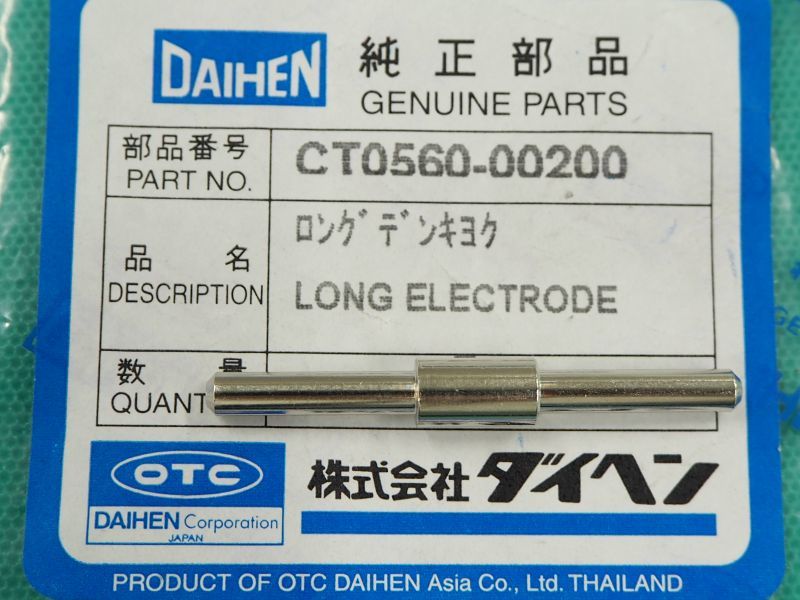 DAIHEN
純正部品
GENUINE PARTS
部品番号
PART NO.
CT0560-00200
品名
DESCRIPTION
ロング デンキヨク
LONG ELECTRODE
数量
QUANT
OTC
DAIHEN Corporation
JAPAN
株式会社ダイヘン
PRODUCT OF OTC DAIHEN Asia Co., Ltd. THAILAND